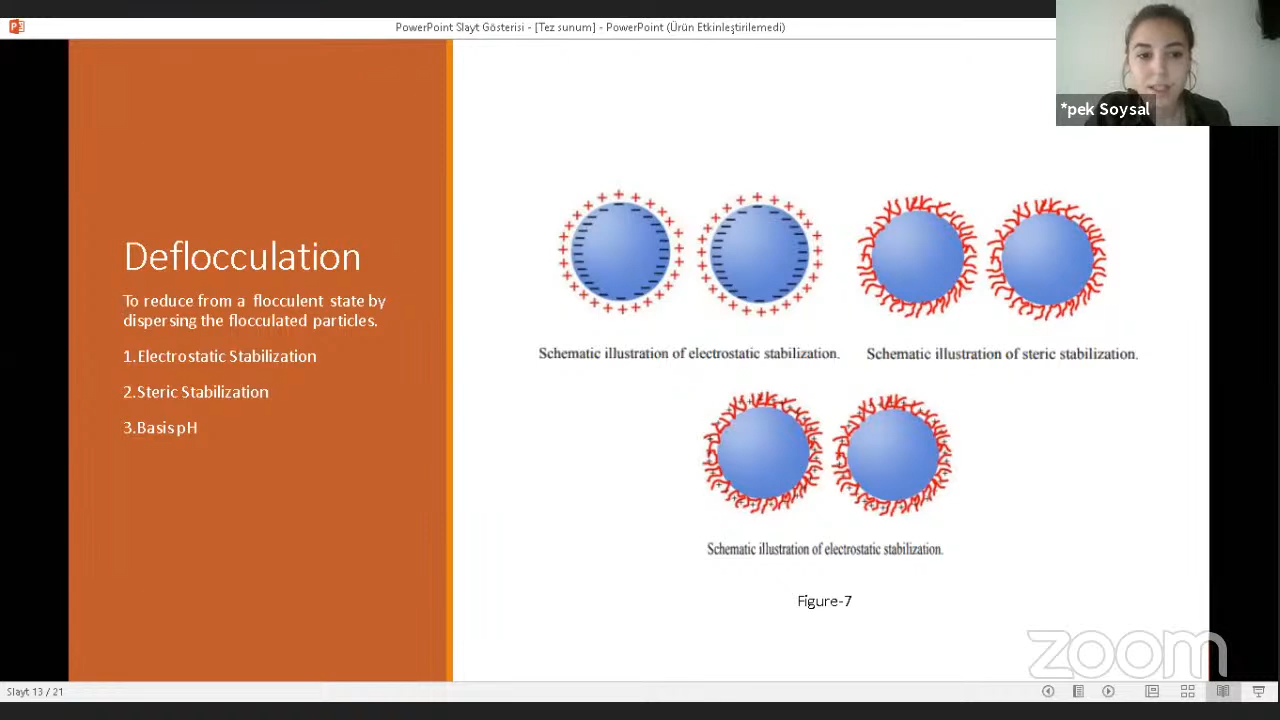 PowerPoint Slayt Gösterisi - [Tez sunum] - PowerPoint (Ürün Etkinleştirilemedi)
*pek Soysal
Deflocculation
To reduce from a flocculent state by
dispersing the flocculated particles.
1.Electrostatic Stabilization
2.Steric Stabilization
3.Basis pH
Schematic illustration of electrostatic stabilization.
Schematic illustration of steric stabilization.
Schematic illustration of electrostatic stabilization.
Figure-7
zoom
Slayt 13 / 21